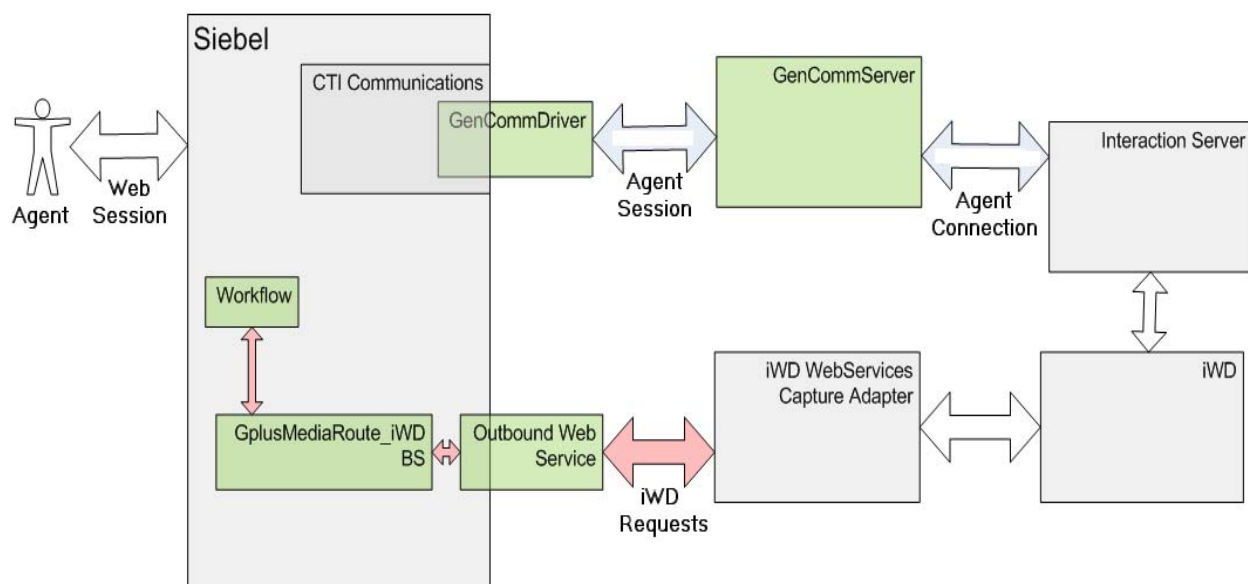 Siebel
CTI Communications
GenCommDriver
GenCommServer
Interaction Server
Agent
Web
Session
Agent
Session
Agent
Connection
Workflow
GplusMediaRoute_iWD
BS
Outbound Web
Service
iWD
Requests
iWD WebServices
Capture Adapter
iWD